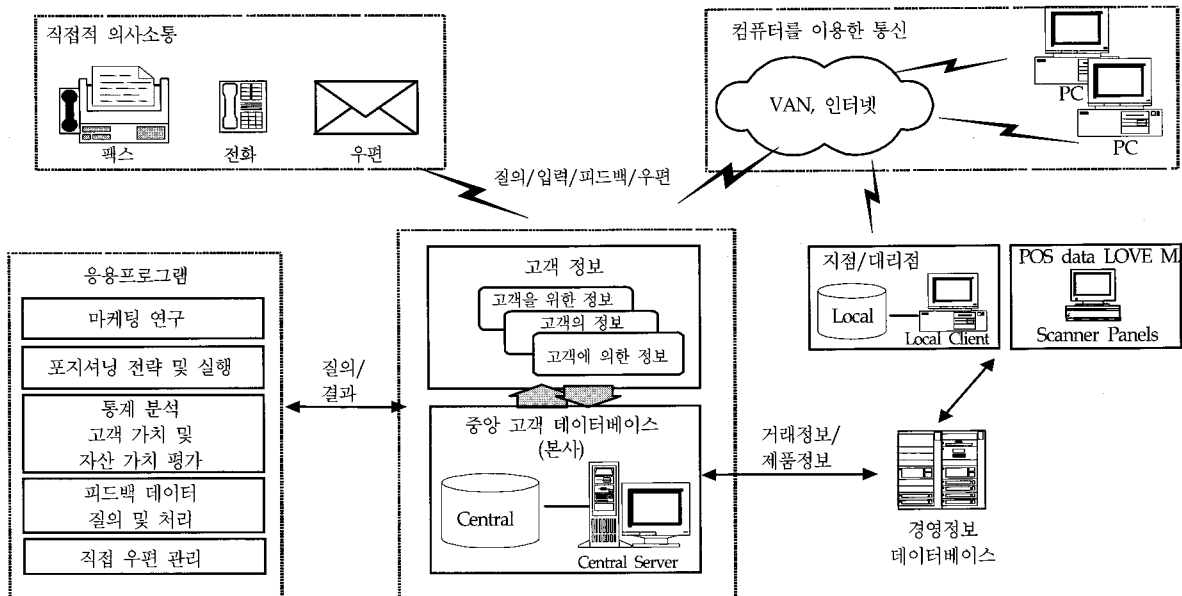 직접적 의사소통
팩스
전화
우편
컴퓨터를 이용한 통신
VAN, 인터넷
PC
PC
질의/입력/피드백/우편
응용프로그램
마케팅 연구
포지셔닝 전략 및 실행
통계 분석
고객 가치 및
자산 가치 평가
피드백 데이터
질의 및 처리
직접 우편 관리
질의/
결과
고객 정보
고객을 위한 정보
고객의 정보
고객에 의한 정보
중앙 고객 데이터베이스
(본사)
Central
Central Server
지점/대리점
Local
Local Client
POS data LOVE M.
Scanner Panels
거래정보/
제품정보
경영정보
데이터베이스